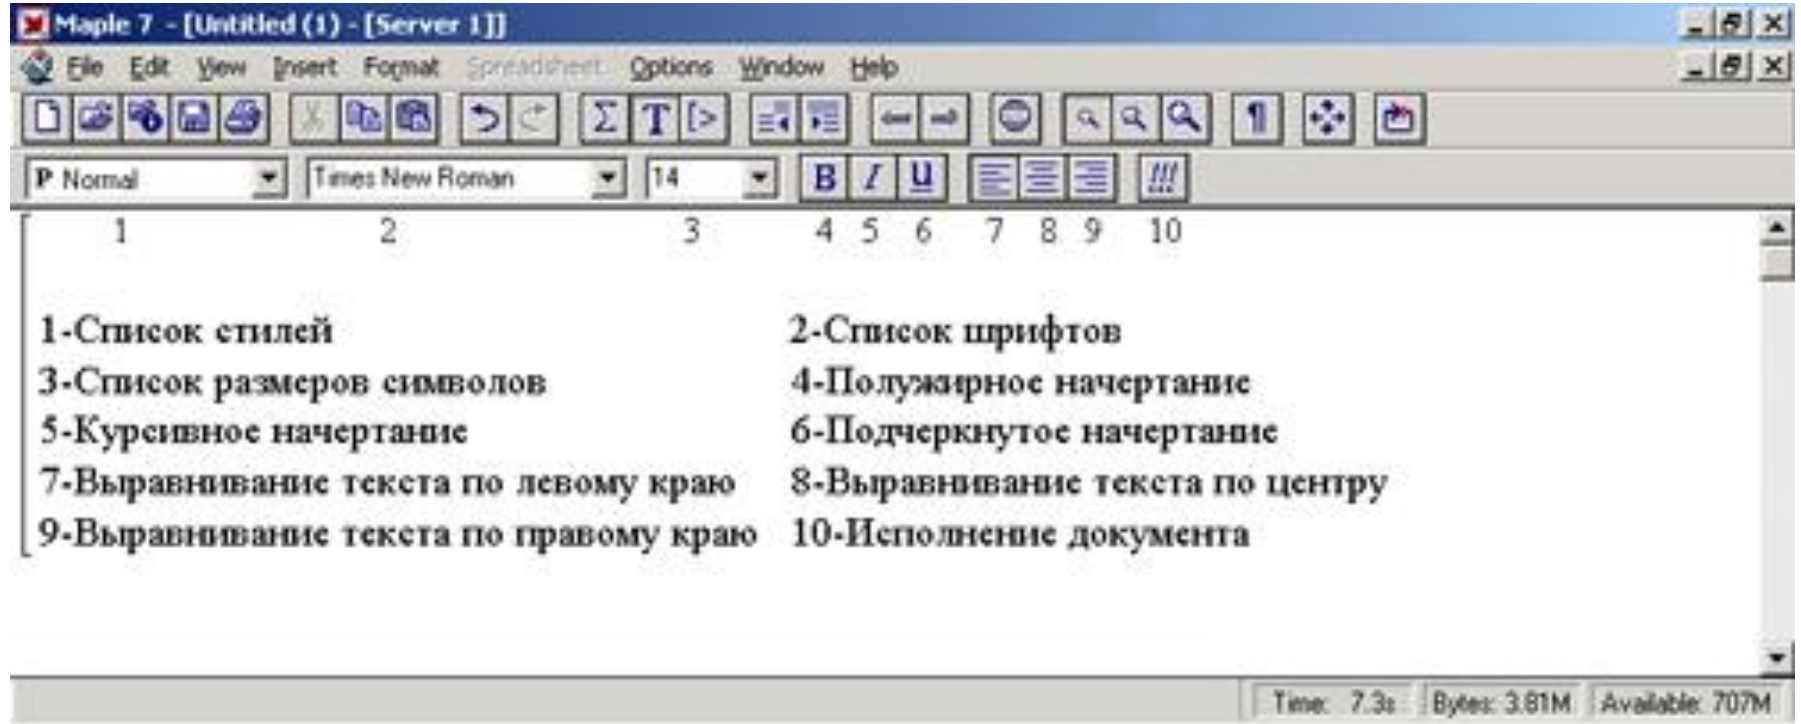 Maple 7 - [Untitled (1) - [Server 1]]
File Edit View Insert Format Spreadsheet Options Window Help
P Normal Times New Roman 14 B I U !!!
1 2 3 4 5 6 7 8 9 10
1-Список стилей 2-Список шрифтов
3-Список размеров символов 4-Полужирное начертание
5-Курсивное начертание 6-Подчеркнутое начертание
7-Выравнивание текста по левому краю 8-Выравнивание текста по центру
9-Выравнивание текста по правому краю 10-Исполнение документа
Time: 7.3s Bytes: 3.81M Available: 707M